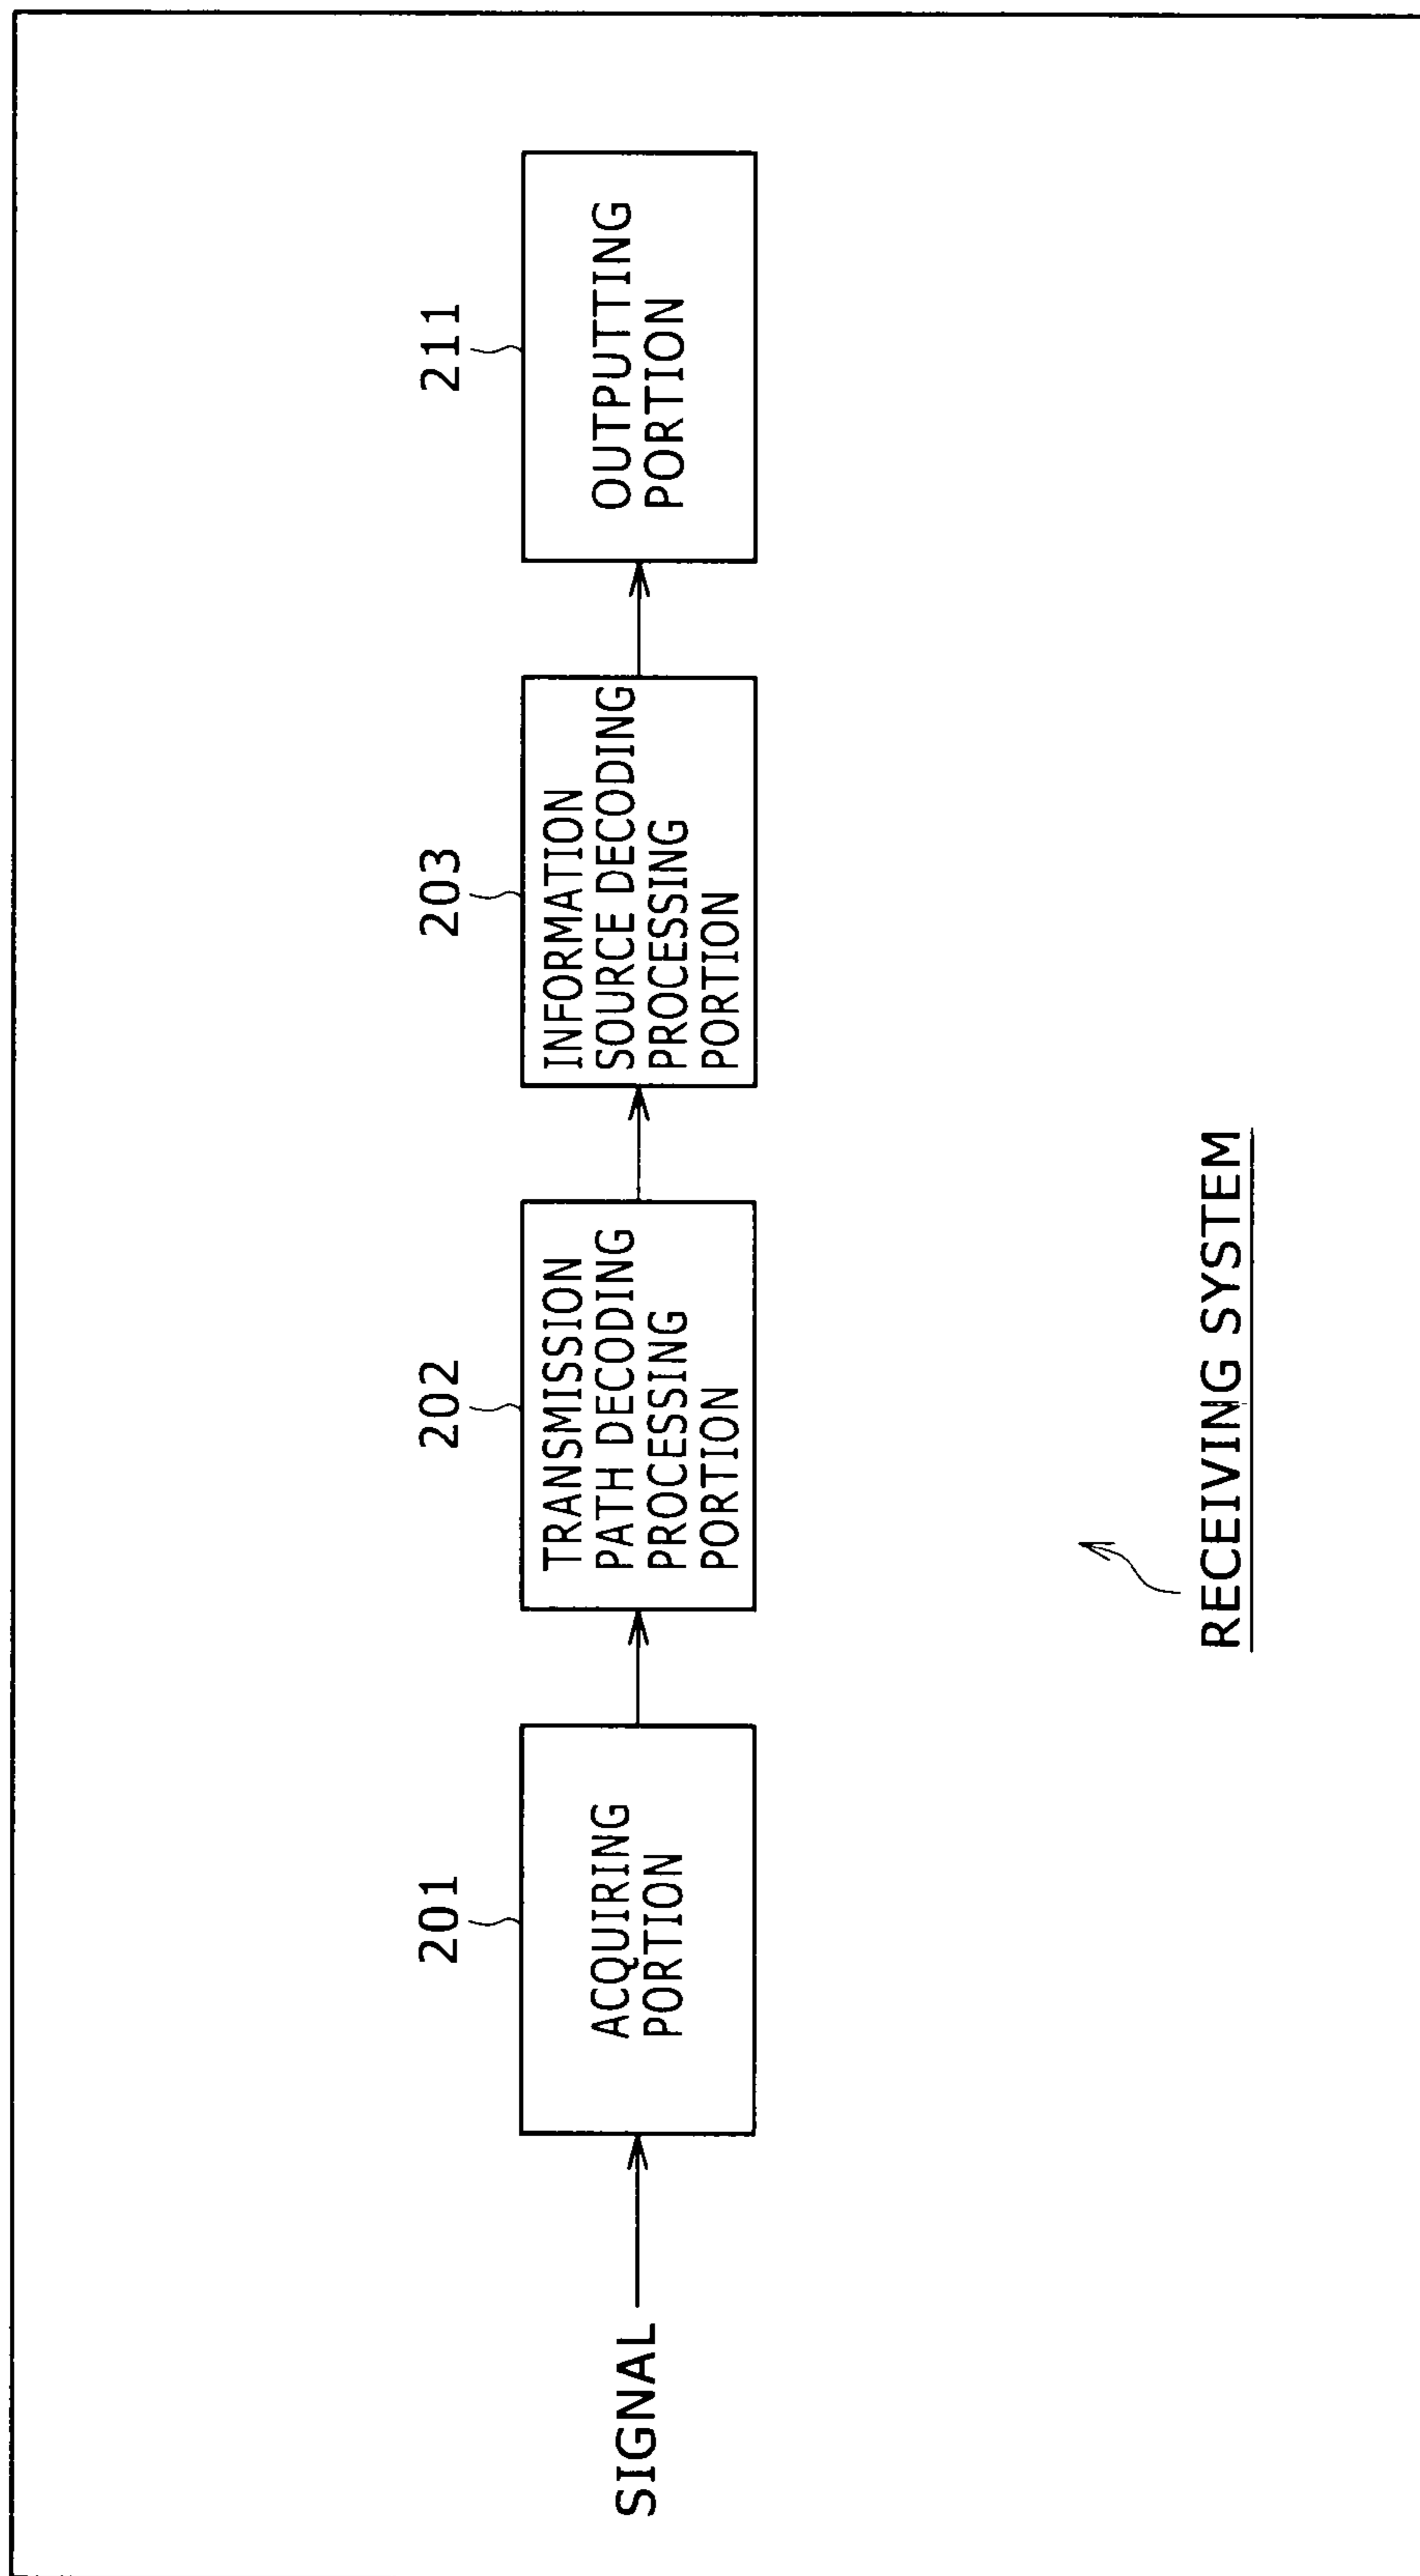 SIGNAL
201
ACQUIRING
PORTION
202
TRANSMISSION
PATH DECODING
PROCESSING
PORTION
203
INFORMATION
SOURCE DECODING
PROCESSING
PORTION
211
OUTPUTTING
PORTION
RECEIVING SYSTEM